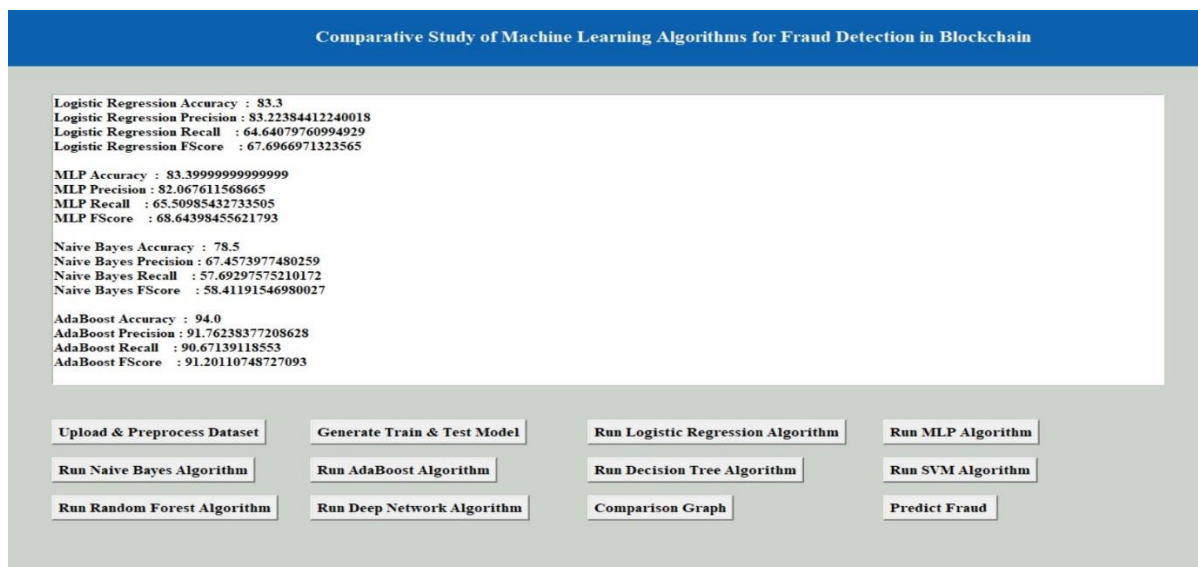 Comparative Study of Machine Learning Algorithms for Fraud Detection in Blockchain
Logistic Regression Accuracy : 83.3
Logistic Regression Precision : 83.22384412240018
Logistic Regression Recall : 64.64079760994929
Logistic Regression FScore : 67.6966971323565
MLP Accuracy : 83.39999999999999
MLP Precision : 82.067611568665
MLP Recall : 65.50985432733505
MLP FScore : 68.64398455621793
Naive Bayes Accuracy : 78.5
Naive Bayes Precision : 67.4573977480259
Naive Bayes Recall : 57.69297575210172
Naive Bayes FScore : 58.41191546980027
AdaBoost Accuracy : 94.0
AdaBoost Precision : 91.76238377208628
AdaBoost Recall : 90.67139118553
AdaBoost FScore : 91.20110748727093
Upload & Preprocess Dataset Generate Train & Test Model Run Logistic Regression Algorithm Run MLP Algorithm
Run Naive Bayes Algorithm Run AdaBoost Algorithm Run Decision Tree Algorithm Run SVM Algorithm
Run Random Forest Algorithm Run Deep Network Algorithm Comparison Graph Predict Fraud